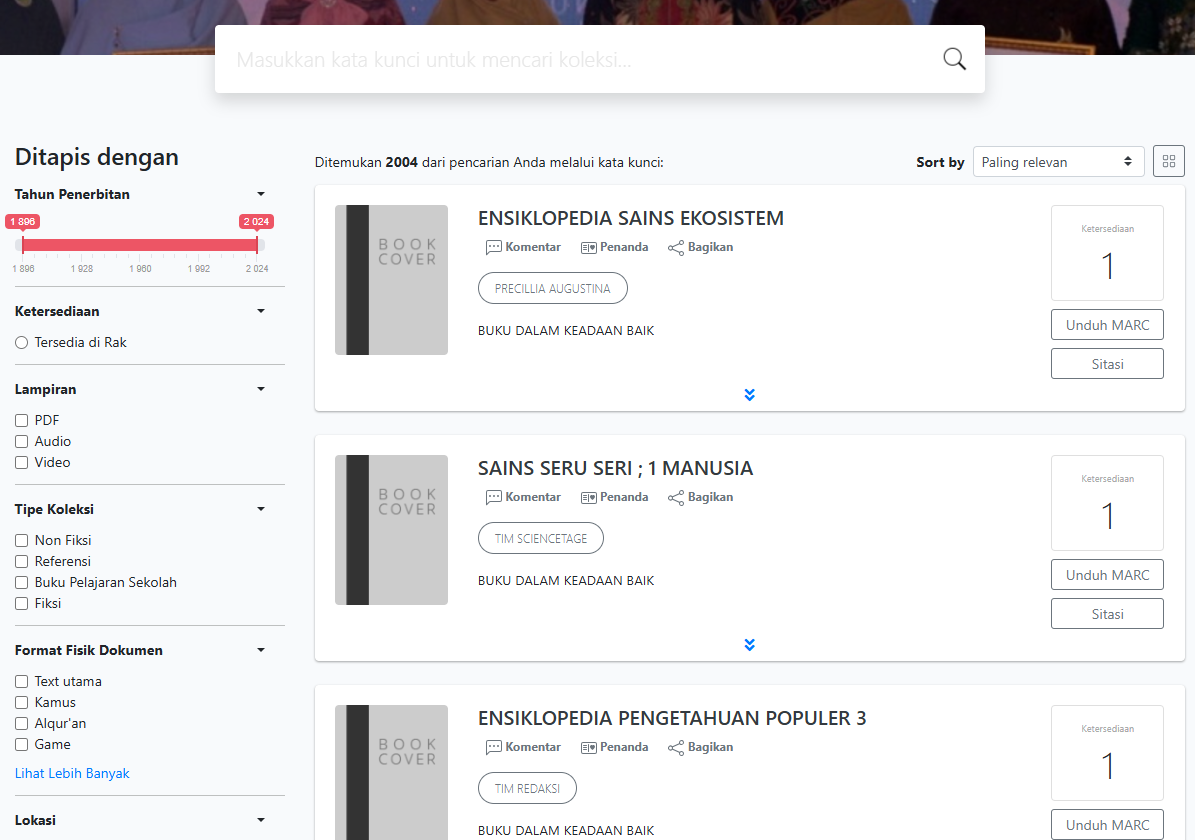 Masukkan kata kunci untuk mencari koleksi...
Ditapis dengan
Tahun Penerbitan
1 896
2 024
1 896 1 928 1 960 1 992 2 024
Ketersediaan
Tersedia di Rak
Lampiran
PDF
Audio
Video
Tipe Koleksi
Non Fiksi
Referensi
Buku Pelajaran Sekolah
Fiksi
Format Fisik Dokumen
Text utama
Kamus
Alqur'an
Game
Lihat Lebih Banyak
Lokasi
Ditemukan 2004 dari pencarian Anda melalui kata kunci:
Sort by Paling relevan
BOOK
COVER
ENSIKLOPEDIA SAINS EKOSISTEM
Komentar Penanda Bagikan
PRECILLIA AUGUSTINA
BUKU DALAM KEADAAN BAIK
Ketersediaan
1
Unduh MARC
Sitasi
BOOK
COVER
SAINS SERU SERI ; 1 MANUSIA
Komentar Penanda Bagikan
TIM SCIENCETAGE
BUKU DALAM KEADAAN BAIK
Ketersediaan
1
Unduh MARC
Sitasi
BOOK
COVER
ENSIKLOPEDIA PENGETAHUAN POPULER 3
Komentar Penanda Bagikan
TIM REDAKSI
BUKU DALAM KEADAAN BAIK
Ketersediaan
1
Unduh MARC